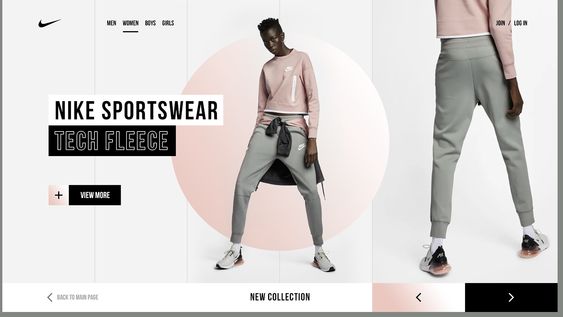 MEN WOMEN BOYS GIRLS
JOIN / LOG IN
NIKE SPORTSWEAR
TECH FLEECE
+ VIEW MORE
BACK TO MAIN PAGE
NEW COLLECTION